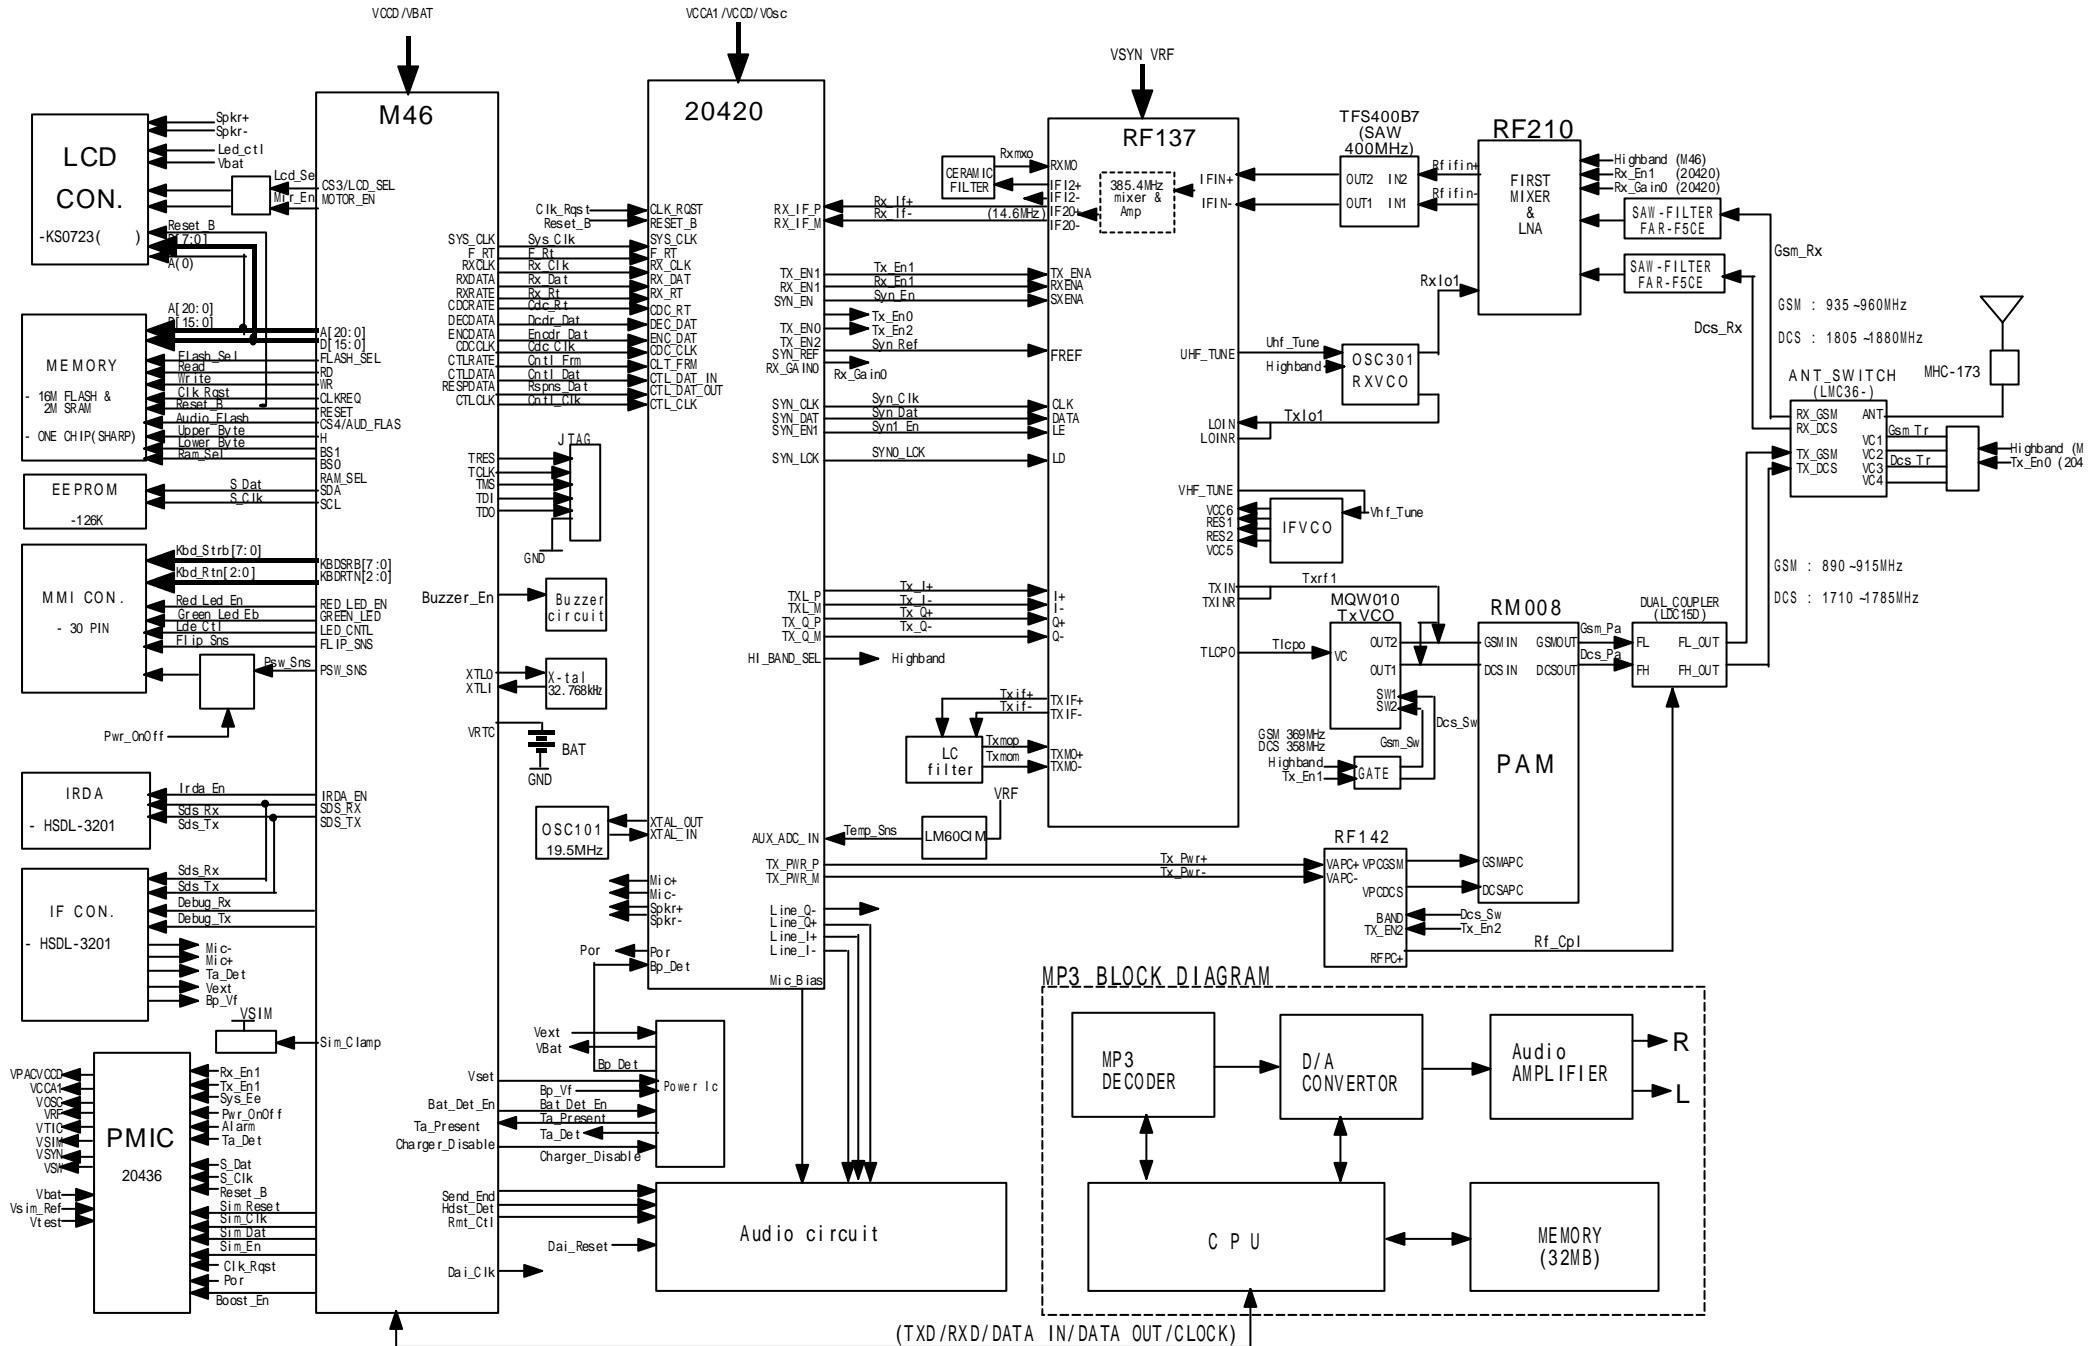 VCCD/VBAT
VCCA1/VCCD/VOsc
VSYN VRF
LCD
CON.
-KS0723( )
Spkr+
Spkr-
Led_ctl
Vbat
Lcd_Se
Mtr_En
Reset_B
D[7:0]
A(0)
MEMORY
- 16M FLASH &
2M SRAM
- ONE CHIP(SHARP)
A[20:0]
D[15:0]
Flash_Sel
Read
Write
Clk_Rqst
Reset_B
Audio_Flash
Upper_Byte
Lower_Byte
Ram_Sel
EEPROM
-126K
S_Dat
S_Clk
MMI CON.
- 30 PIN
Kbd_Strb[7:0]
Kbd_Rtn[2:0]
Red_Led_En
Green_Led_Eb
Lde_Ctl
Flip_Sns
Psw_Sns
Pwr_OnOff
IRDA
- HSDL-3201
Irda_En
Sds_Rx
Sds_Tx
IF CON.
- HSDL-3201
Sds_Rx
Sds_Tx
Debug_Rx
Debug_Tx
Mic-
Mic+
Ta_Det
Vext
Bp_Vf
VSIM
PMIC
20436
VPACVCCD
VCCA1
VOSC
VRF
VTIC
VSIM
VSYN
VSW
Vbat
Vsim_Ref
Vtest
Rx_En1
Tx_En1
Sys_Ee
Pwr_OnOff
Alarm
Ta_Det
S_Dat
S_Clk
Reset_B
Sim_Reset
Sim_Clk
Sim_Dat
Sim_En
Clk_Rqst
Por
Boost_En
M46
CS3/LCD_SEL
MOTOR_EN
A[20:0]
D[15:0]
FLASH_SEL
RD
WR
CLKREQ
RESET
CS4/AUD_FLAS
H
BS1
BS0
RAM_SEL
SDA
SCL
KBDSRB[7:0]
KBDRTN[2:0]
RED_LED_EN
GREEN_LED
LED_CNTL
FLIP_SNS
PSW_SNS
IRDA_EN
SDS_RX
SDS_TX
Sim_Clamp
SYS_CLK
F_RT
RXCLK
RXDATA
RXRATE
CDCRATE
DECDATA
ENCDATA
CDCCLK
CTLRATE
CTLDATA
RESPDATA
CTLCLK
TRES
TCLK
TMS
TDI
TDO
Buzzer_En
XTLO
XTLI
VRTC
Vset
Bat_Det_En
Ta_Present
Charger_Disable
Send_End
Hdst_Det
Rmt_Ctl
Dai_Clk
Clk_Rqst
Reset_B
Sys_Clk
F_Rt
Rx_Clk
Rx_Dat
Rx_Rt
Cdc_Rt
Dcdr_Dat
Encdr_Dat
Cdc_Clk
Cntl_Frm
Cntl_Dat
Rspns_Dat
Cntl_Clk
JTAG
GND
Buzzer
circuit
X-tal
32.768kHz
BAT
GND
OSC101
19.5MHz
20420
CLK_RQST
RESET_B
SYS_CLK
F_RT
RX_CLK
RX_DAT
RX_RT
CDC_RT
DEC_DAT
ENC_DAT
CDC_CLK
CLT_FRM
CTL_DAT_IN
CTL_DAT_OUT
CTL_CLK
XTAL_OUT
XTAL_IN
Mic+
Mic-
Spkr+
Spkr-
Por
Por
Bp_Det
RX_IF_P
RX_IF_M
TX_EN1
RX_EN1
SYN_EN
TX_EN0
TX_EN2
SYN_REF
RX_GAIN0
SYN_CLK
SYN_DAT
SYN_EN1
SYN_LCK
TXL_P
TXL_M
TX_Q_P
TX_Q_M
HI_BAND_SEL
AUX_ADC_IN
TX_PWR_P
TX_PWR_M
Line_Q-
Line_Q+
Line_I+
Line_I-
Mic_Bias
Rx_If+
Rx_If-
(14.6MHz)
Tx_En1
Rx_En1
Syn_En
Tx_En0
Tx_En2
Syn_Ref
Rx_Gain0
Syn_Clk
Syn_Dat
Syn1_En
SYN0_LCK
Tx_I+
Tx_I-
Tx_Q+
Tx_Q-
Highband
Temp_Sns
LM60CIM
VRF
Tx_Pwr+
Tx_Pwr-
CERAMIC
FILTER
Rxmxo
LC
filter
Txif+
Txif-
Txmop
Txmom
RF137
385.4MHz
mixer &
Amp
RXMO
IFI2+
IFI2-
IF20+
IF20-
TX_ENA
RXENA
SXENA
FREF
CLK
DATA
LE
LD
I+
I-
Q+
Q-
TXIF+
TXIF-
TXMO+
TXMO-
IFIN+
IFIN-
UHF_TUNE
LOIN
LOINR
VHF_TUNE
VCC6
RES1
RES2
VCC5
TXIN
TXINR
TLCPO
TFS400B7
(SAW
400MHz)
OUT2 IN2
OUT1 IN1
Rfifin+
Rfifin-
RF210
FIRST
MIXER
&
LNA
Highband (M46)
Rx_En1 (20420)
Rx_Gain0 (20420)
SAW-FILTER
FAR-F5CE
SAW-FILTER
FAR-F5CE
Gsm_Rx
Dcs_Rx
Rxlo1
Uhf_Tune
Highband
OSC301
RXVCO
Txlo1
IFVCO
Vhf_Tune
GSM : 935 ~960MHz
DCS : 1805 ~1880MHz
MHC-173
ANT_SWITCH
(LMC36-)
RX_GSM
RX_DCS
TX_GSM
TX_DCS
ANT
VC1
VC2
VC3
VC4
Gsm_Tr
Dcs_Tr
Highband (M
Tx_En0 (204
GSM : 890 ~915MHz
DCS : 1710 ~1785MHz
Txrf1
MQW010
TxVCO
Tlcpo
VC
OUT2
OUT1
SW1
SW2
Dcs_Sw
Gsm_Sw
GSM 369MHz
DCS 358MHz
Highband
Tx_En1
GATE
RM008
GSMIN GSMOUT
DCSIN DCSOUT
PAM
GSMAPC
DCSAPC
Gsm_Pa
Dcs_Pa
DUAL_COUPLER
(LDC15D)
FL FL_OUT
FH FH_OUT
RF142
VAPC+ VPCGSM
VAPC-
VPCDCS
BAND
TX_EN2
RFPC+
Dcs_Sw
Tx_En2
Rf_Cpl
Vext
VBat
Bp_Det
Bp_Vf
Bat_Det_En
Ta_Present
Ta_Det
Charger_Disable
Power Ic
Dai_Reset
Audio circuit
MP3 BLOCK DIAGRAM
MP3
DECODER
D/A
CONVERTOR
Audio
AMPLIFIER
R
L
C P U
MEMORY
(32MB)
(TXD/RXD/DATA IN/DATA OUT/CLOCK)